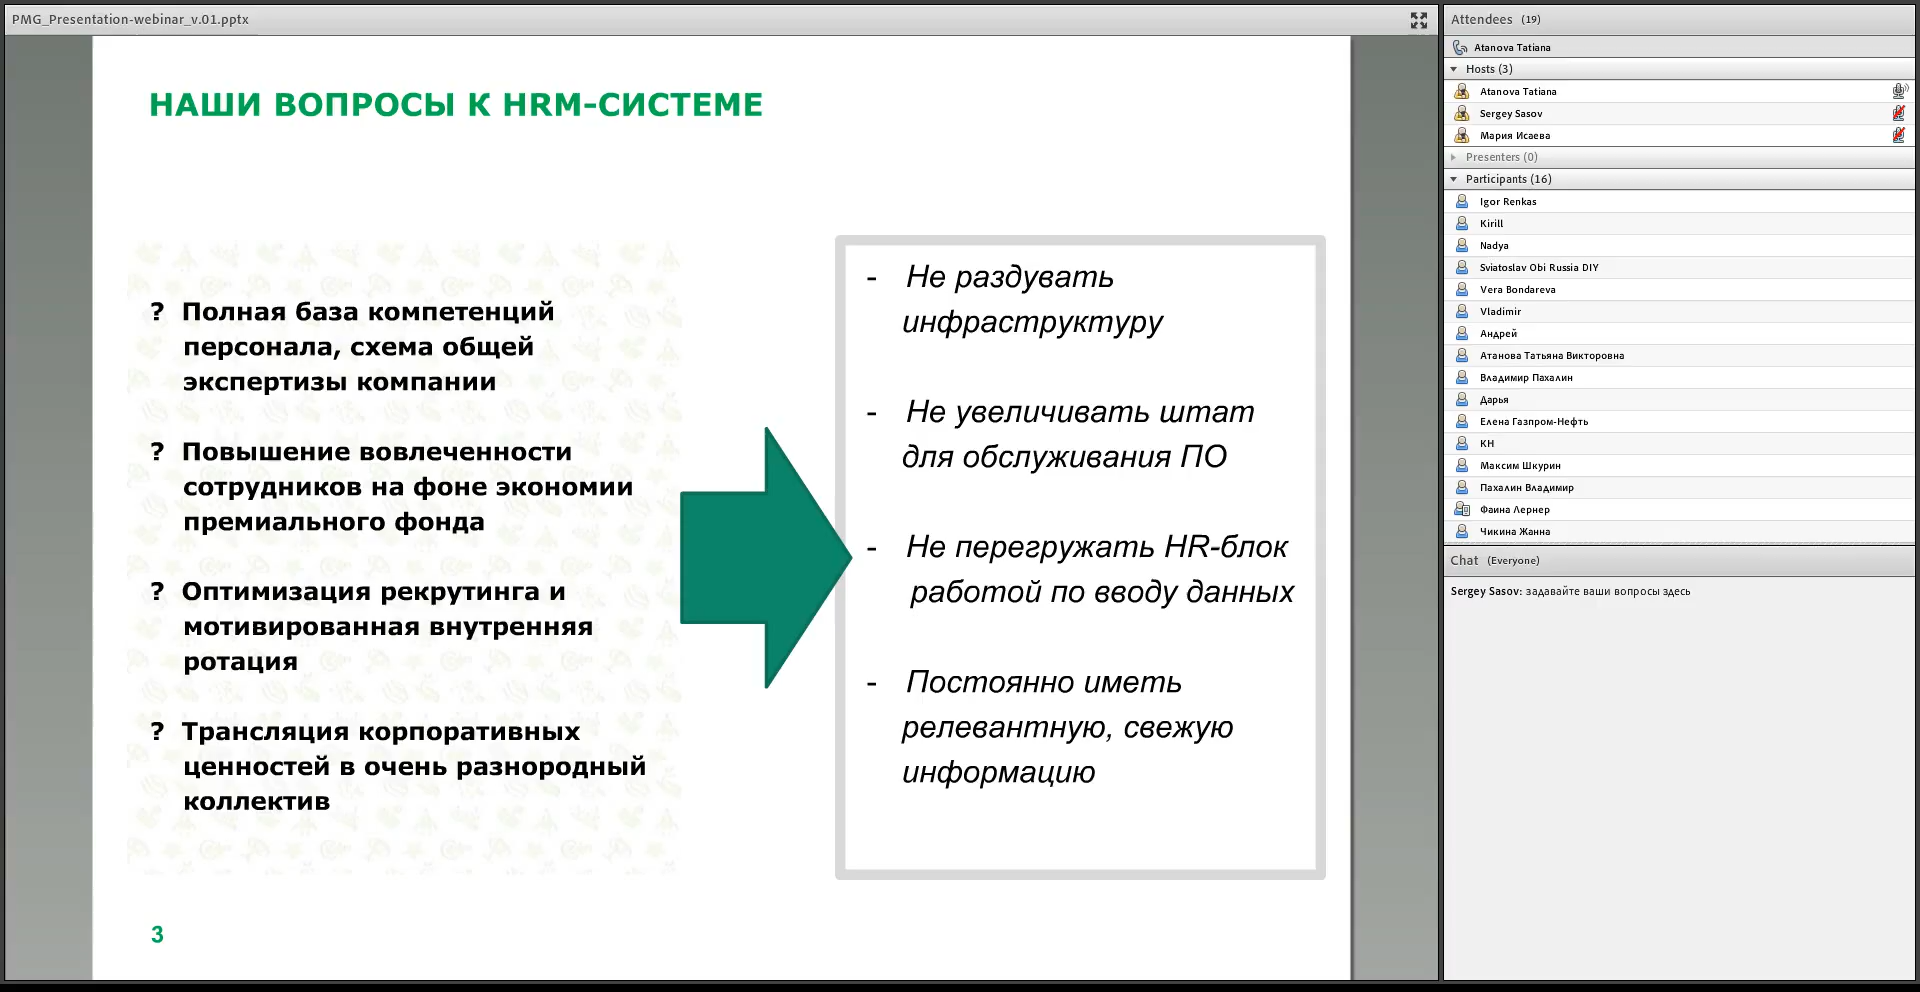 PMG_Presentation-webinar_v.01.pptx
НАШИ ВОПРОСЫ К HRM-СИСТЕМЕ
? Полная база компетенций
персонала, схема общей
экспертизы компании
? Повышение вовлеченности
сотрудников на фоне экономии
премиального фонда
? Оптимизация рекрутинга и
мотивированная внутренняя
ротация
? Трансляция корпоративных
ценностей в очень разнородный
коллектив
- Не раздувать
инфраструктуру
- Не увеличивать штат
для обслуживания ПО
- Не перегружать HR-блок
работой по вводу данных
- Постоянно иметь
релевантную, свежую
информацию
3
Attendees (19)
Atanova Tatiana
Hosts (3)
Atanova Tatiana
Sergey Sasov
Мария Исаева
Presenters (0)
Participants (16)
Igor Renkas
Kirill
Nadya
Sviatoslav Obi Russia DIY
Vera Bondareva
Vladimir
Андрей
Атанова Татьяна Викторовна
Владимир Пахалин
Дарья
Елена Газпром-Нефть
КН
Максим Шкурин
Пахалин Владимир
Фаина Лернер
Чикина Жанна
Chat (Everyone)
Sergey Sasov: задавайте ваши вопросы здесь